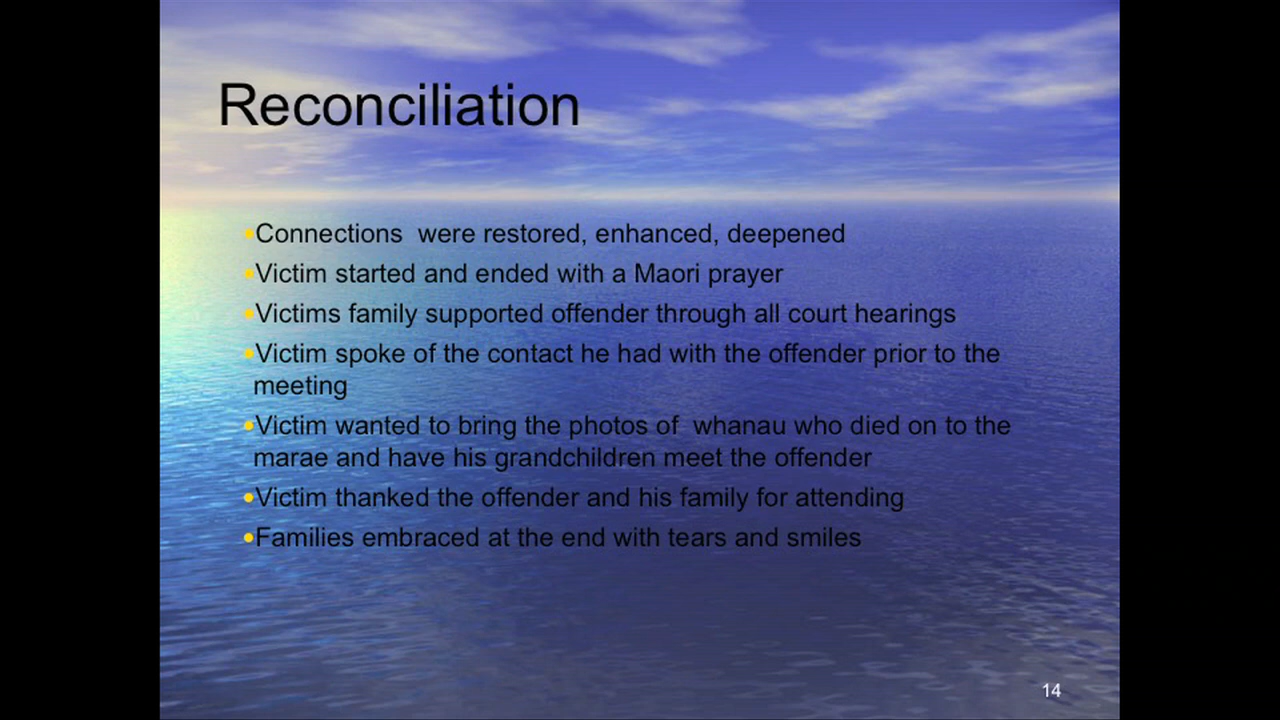 Reconciliation
•Connections  were restored, enhanced, deepened
•Victim started and ended with a Maori prayer
•Victims family supported offender through all court hearings
•Victim spoke of the contact he had with the offender prior to the
meeting
•Victim wanted to bring the photos of  whanau who died on to the
marae and have his grandchildren meet the offender
•Victim thanked the offender and his family for attending
•Families embraced at the end with tears and smiles
14